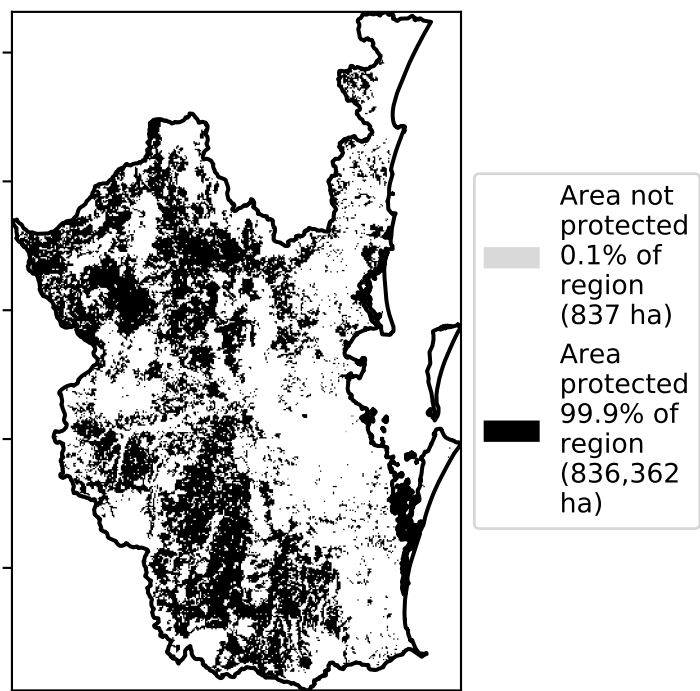 Area not
protected
0.1% of
region
(837 ha)
Area
protected
99.9% of
region
(836,362
ha)